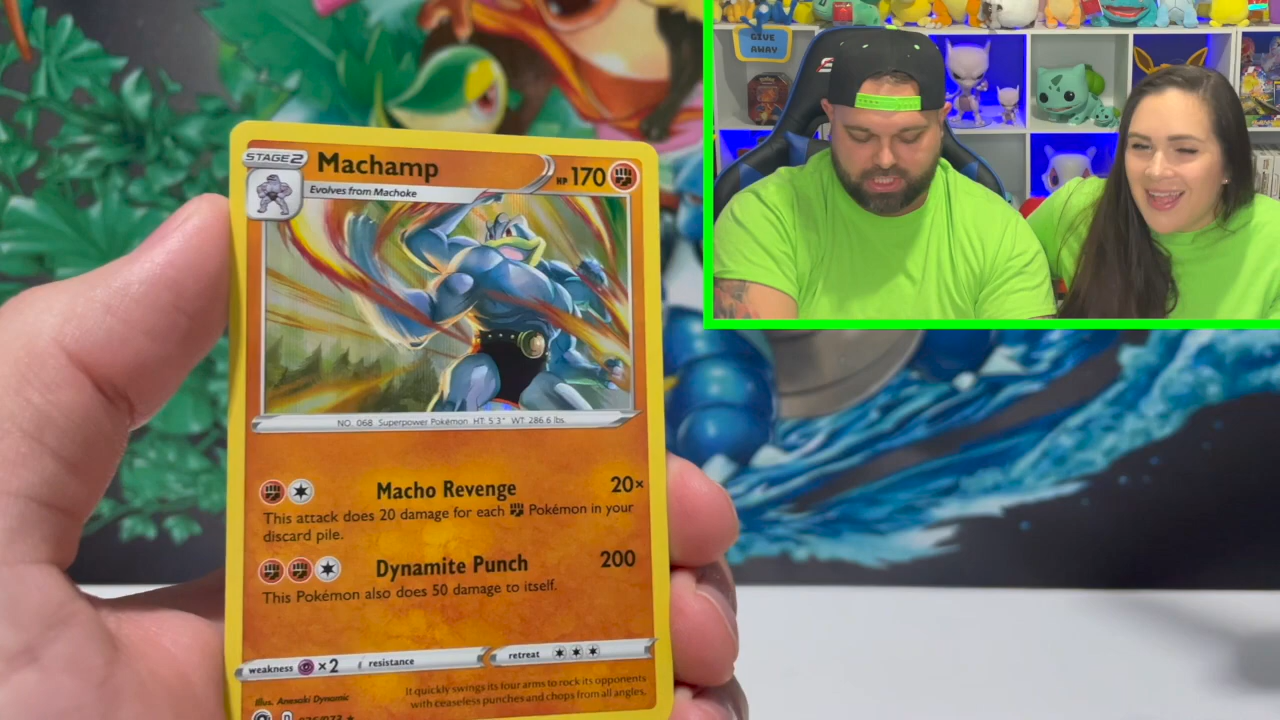 GIVE
AWAY
STAGE 2 Machamp HP 170
Evolves from Machoke
NO. 068 Superpower Pokémon HT: 5'3" WT: 286.6 lbs.
Macho Revenge 20×
This attack does 20 damage for each Pokémon in your
discard pile.
Dynamite Punch 200
This Pokémon also does 50 damage to itself.
weakness ×2 resistance retreat
Illus. Anesaki Dynamic
It quickly swings its four arms to rock its opponents
with ceaseless punches and chops from all angles.